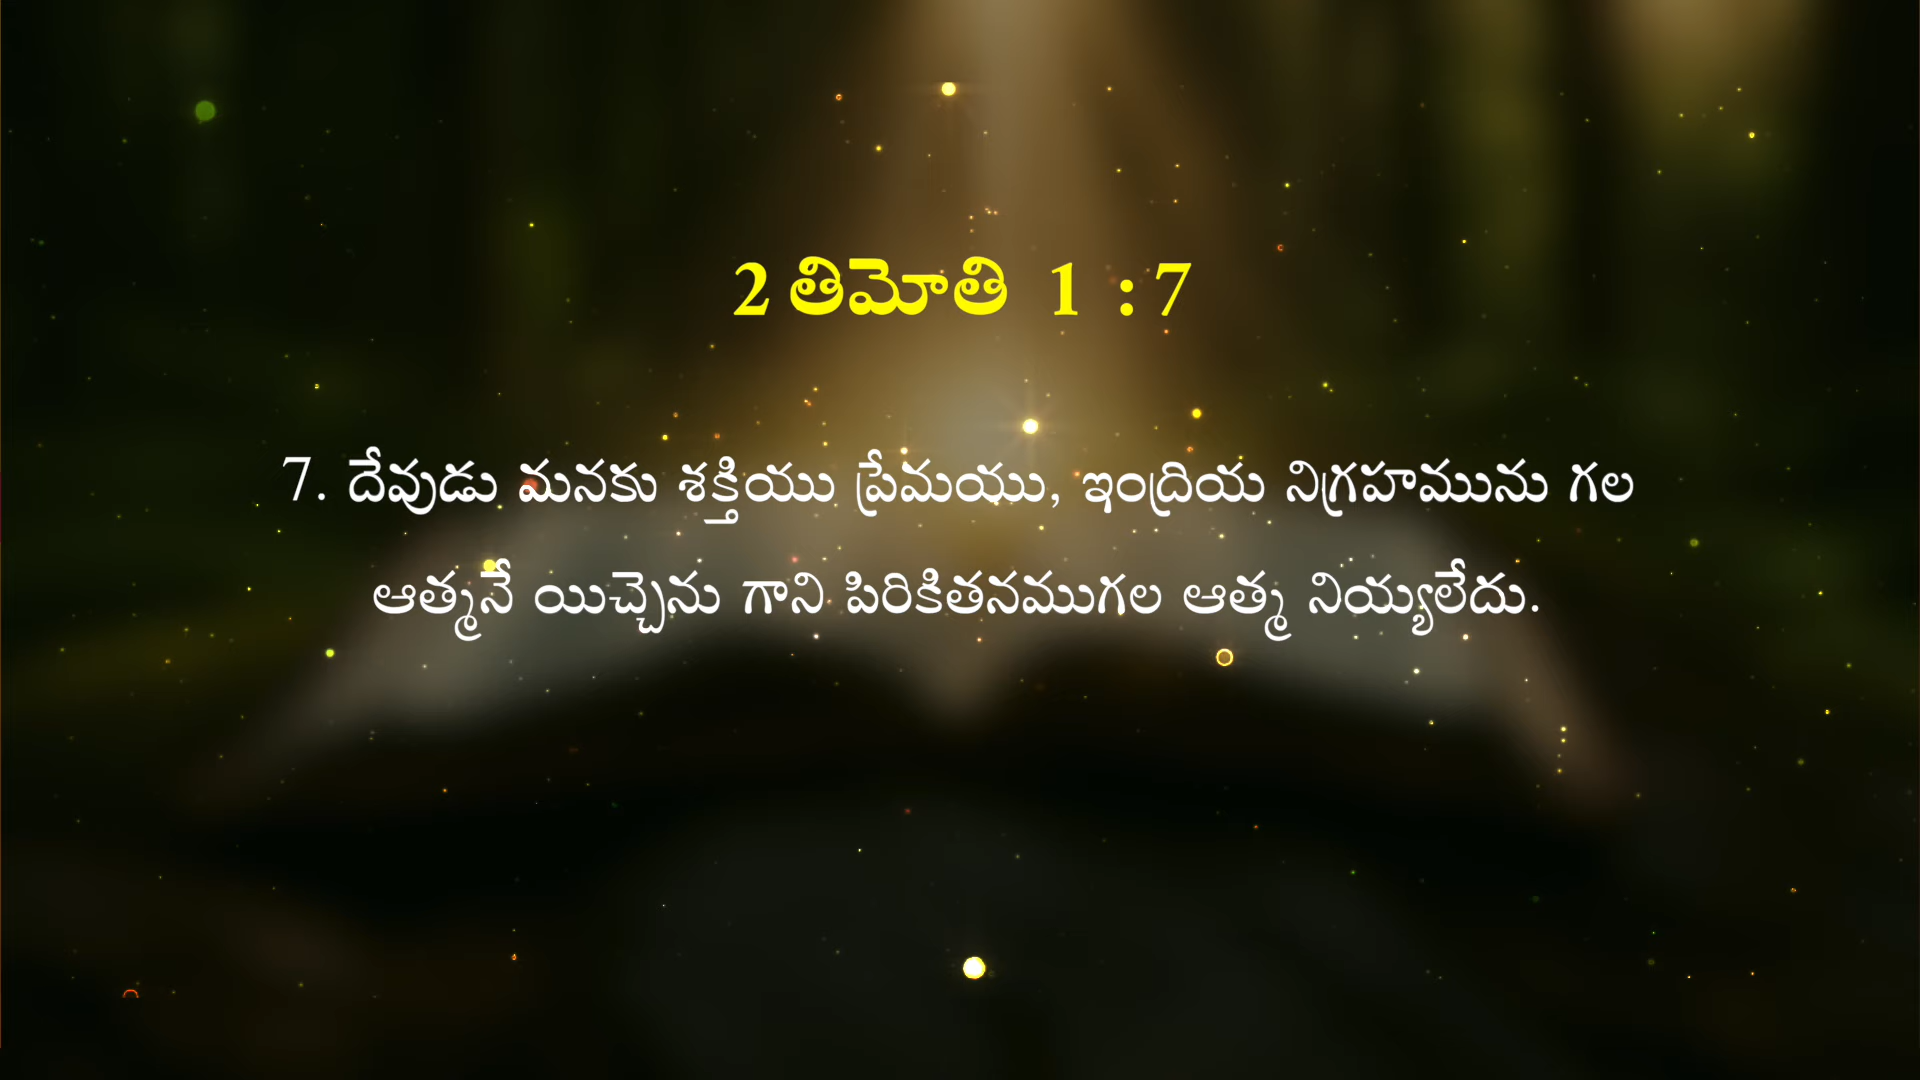 2 తిమోతి 1 : 7
7. దేవుడు మనకు శక్తియు ప్రేమయు, ఇంద్రియ నిగ్రహమును గల
ఆత్మనే యిచ్చెను గాని పిరికితనముగల ఆత్మ నియ్యలేదు.